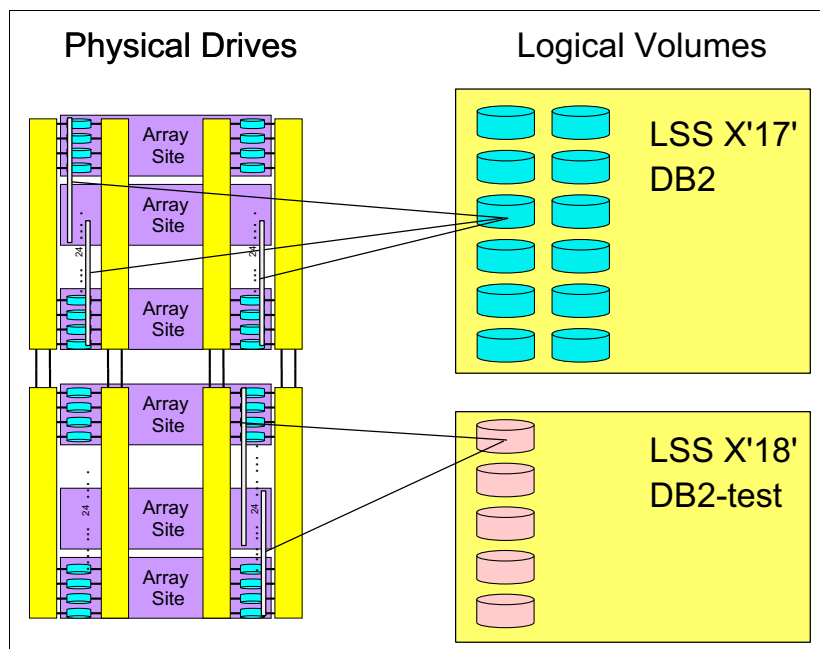 Physical Drives
Logical Volumes
Array
Site
Array
Site
24
24
Array
Site
Array
Site
24
24
Array
Site
Array
Site
LSS X'17'
DB2
LSS X'18'
DB2-test